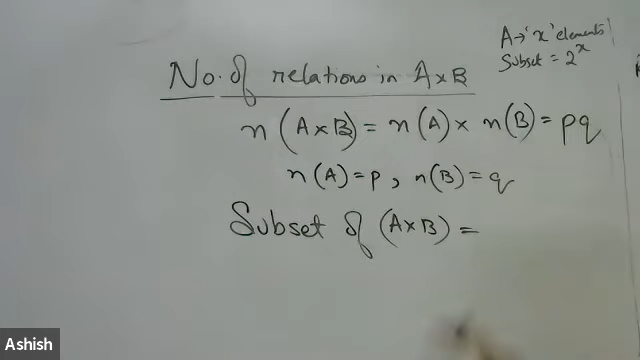 A → 'x' elements
Subset = 2^x
No. of relations in A×B
n(A×B) = n(A) × n(B) = pq
n(A) = p, n(B) = q
Subset of (A×B) =
Ashish